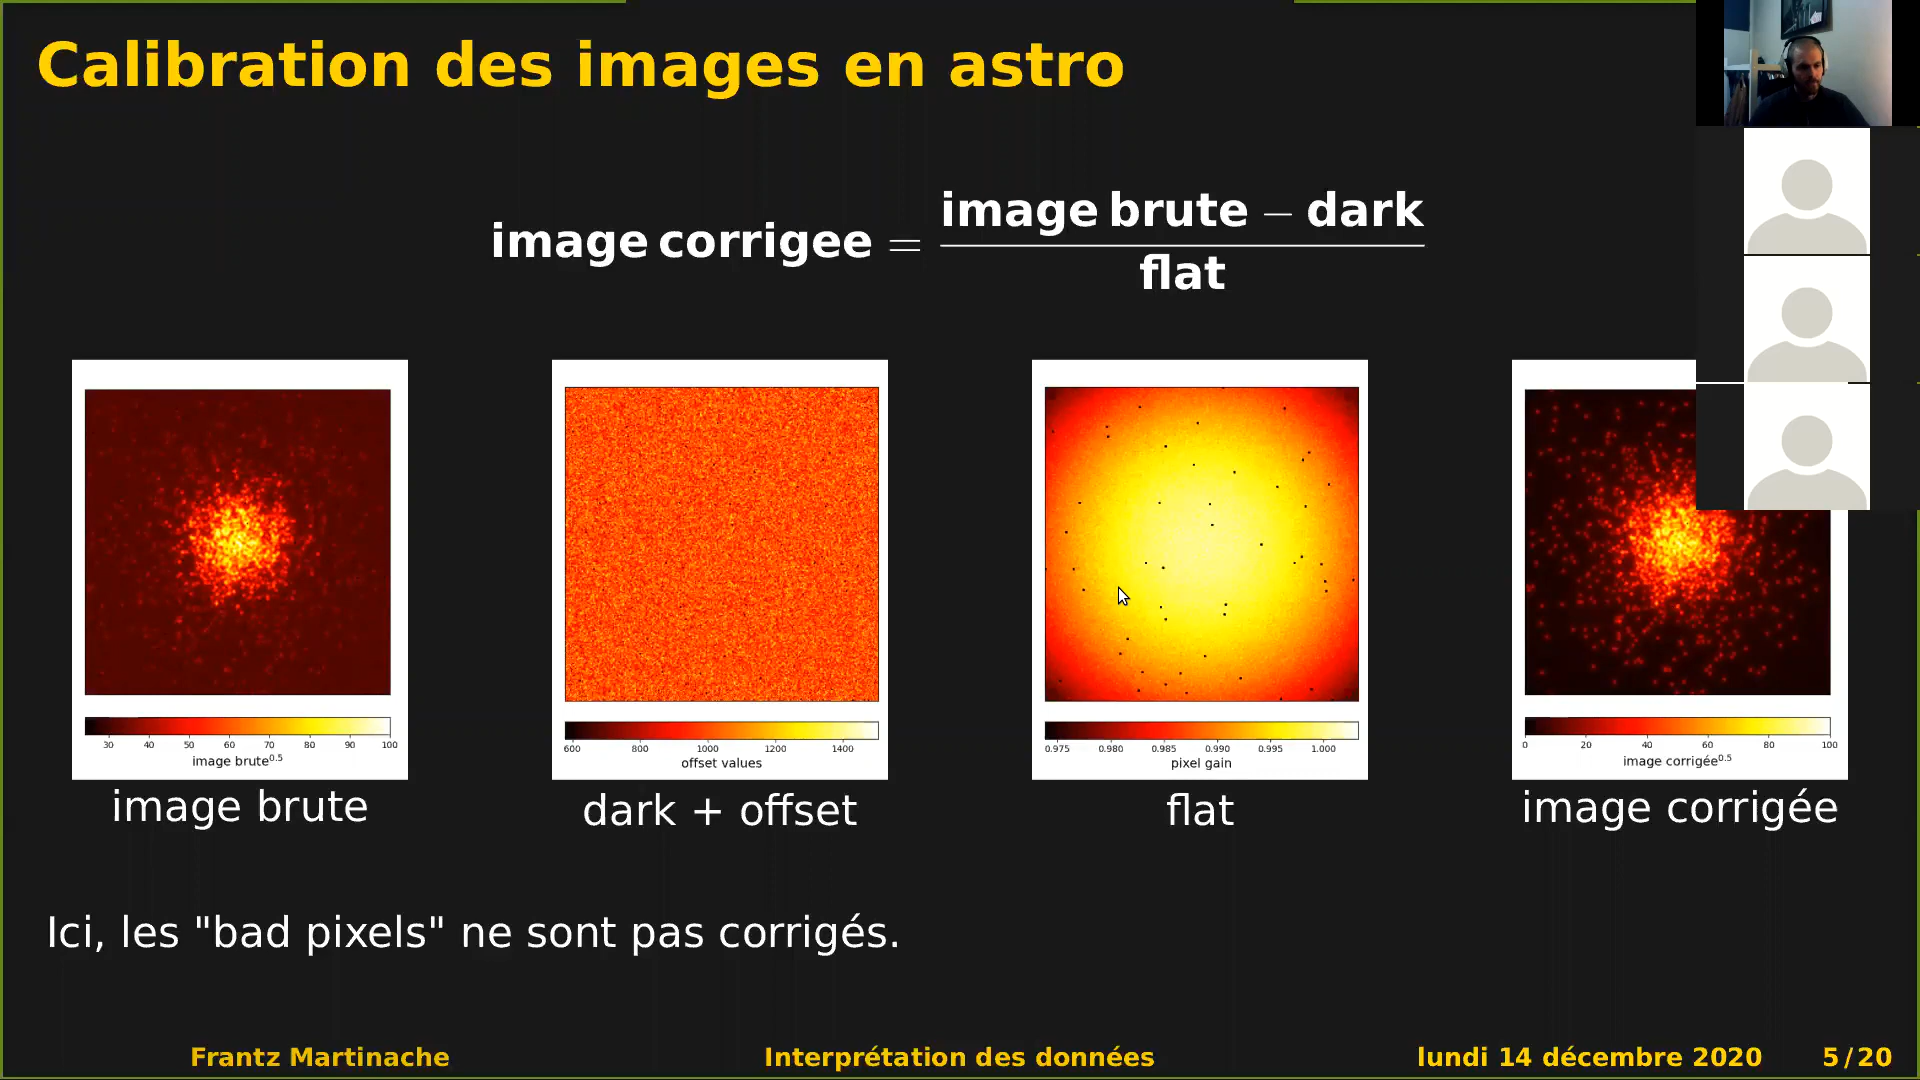 Calibration des images en astro
image corrigee = image brute − dark
flat
30 40 50 60 70 80 90 100
image brute^0.5
image brute
600 800 1000 1200 1400
offset values
dark + offset
0.975 0.980 0.985 0.990 0.995 1.000
pixel gain
flat
0 20 40 60 80 100
image corrigée^0.5
image corrigée
Ici, les "bad pixels" ne sont pas corrigés.
Frantz Martinache Interprétation des données lundi 14 décembre 2020 5/20